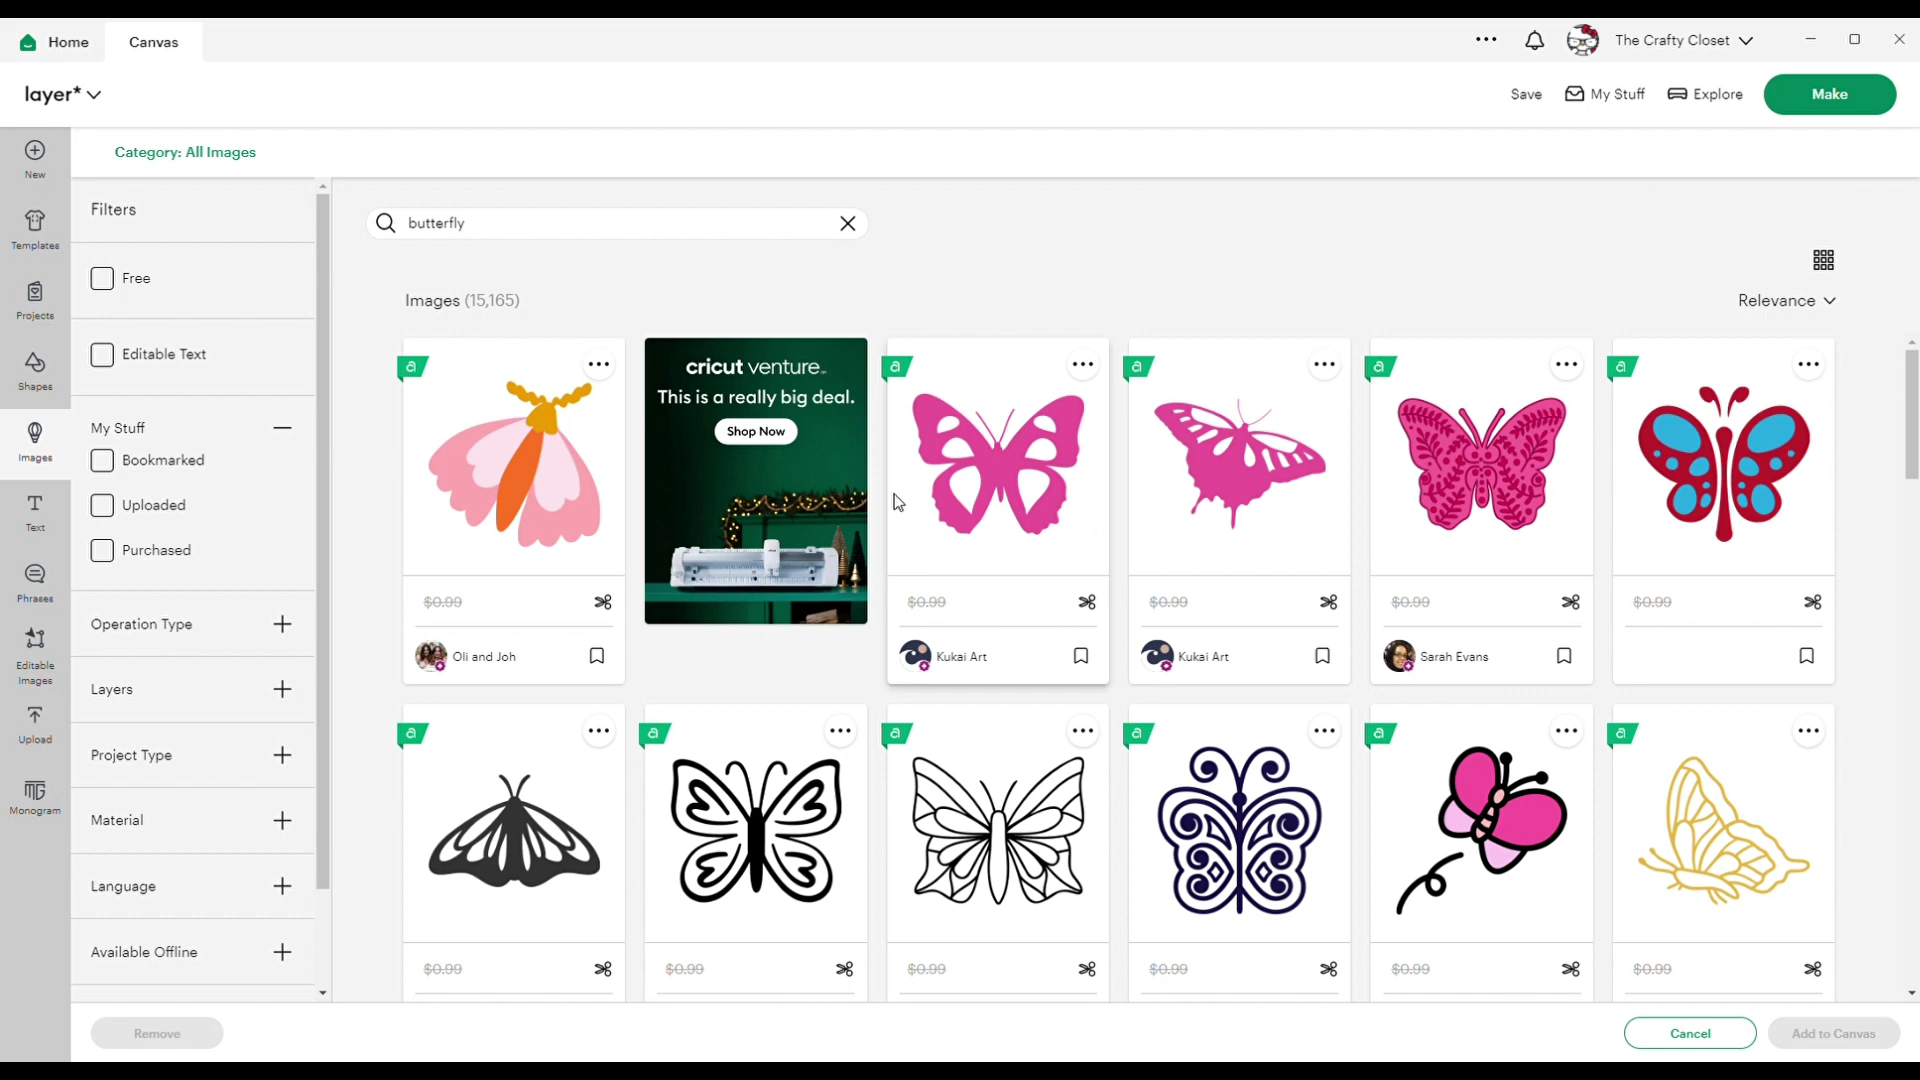 Home
Canvas
The Crafty Closet
layer*
Save
My Stuff
Explore
Make
New
Templates
Projects
Shapes
Images
Text
Phrases
Editable
Images
Upload
Monogram
Category: All Images
Filters
Free
Editable Text
My Stuff
Bookmarked
Uploaded
Purchased
Operation Type
Layers
Project Type
Material
Language
Available Offline
butterfly
Images (15,165)
Relevance
a
cricut venture
This is a really big deal.
Shop Now
a
a
a
a
$0.99
$0.99
$0.99
$0.99
$0.99
Oli and Joh
Kukai Art
Kukai Art
Sarah Evans
a
a
a
a
a
a
$0.99
$0.99
$0.99
$0.99
$0.99
$0.99
Remove
Cancel
Add to Canvas